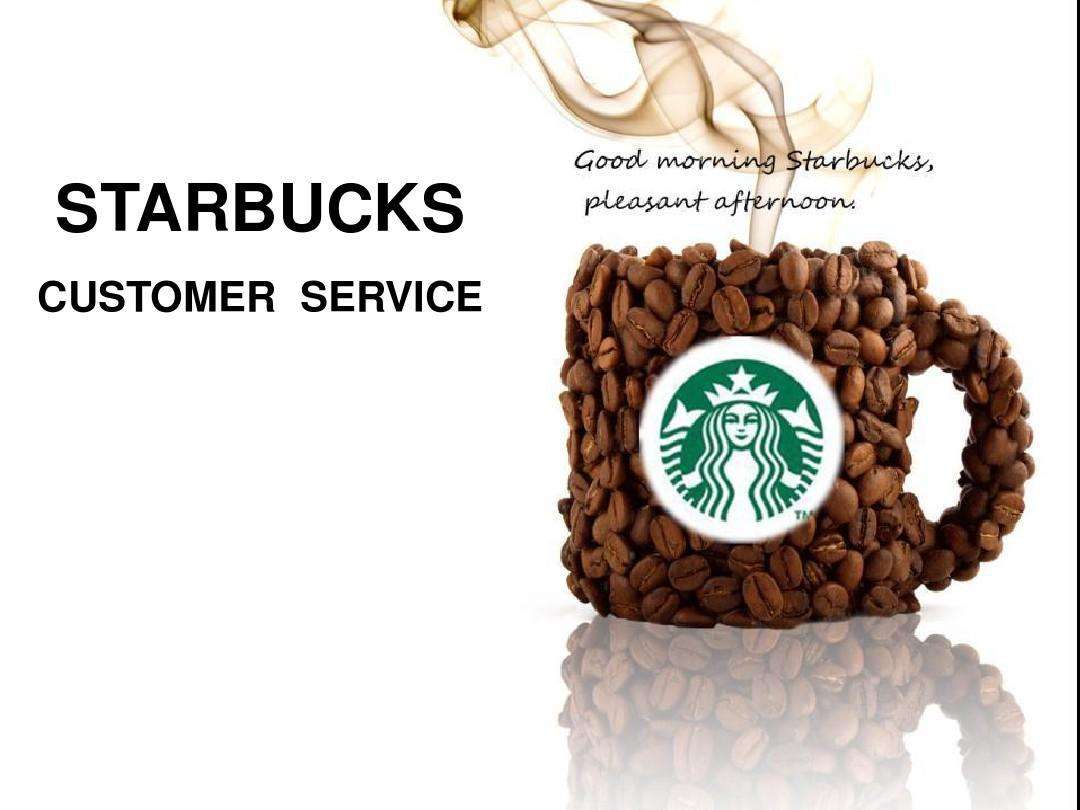 STARBUCKS
CUSTOMER SERVICE
Good morning Starbucks,
pleasant afternoon.
TM